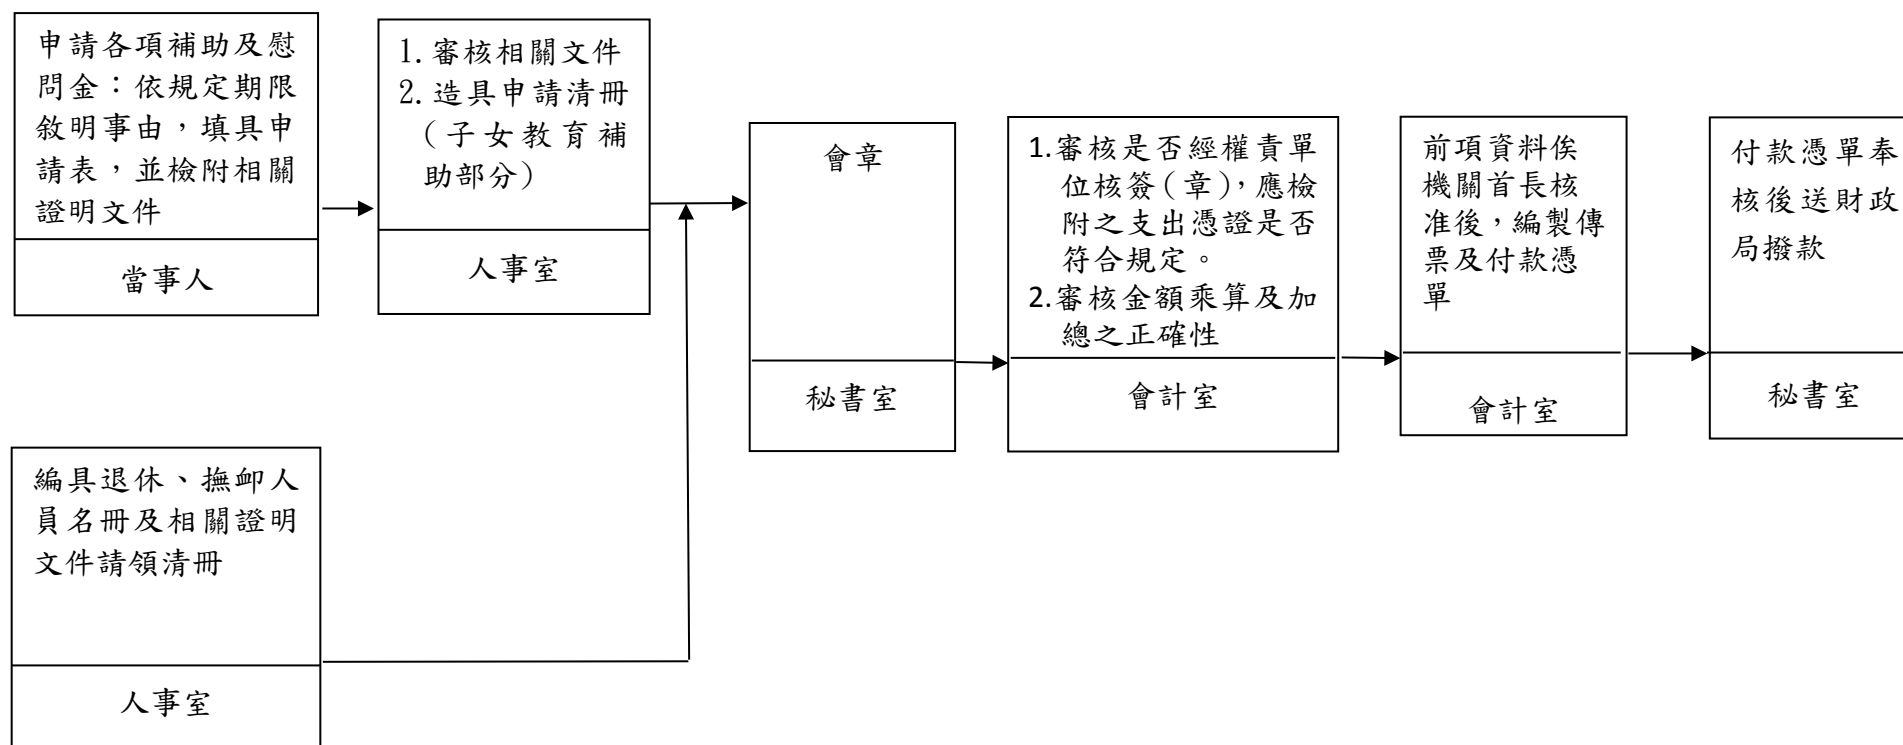 申請各項補助及慰
問金：依規定期限
敘明事由，填具申
請表，並檢附相關
證明文件
當事人
1.審核相關文件
2.造具申請清冊
（子女教育補
助部分）
人事室
會章
秘書室
1.審核是否經權責單
位核簽（章），應檢
附之支出憑證是否
符合規定。
2.審核金額乘算及加
總之正確性
會計室
前項資料俟
機關首長核
准後，編製傳
票及付款憑
單
會計室
付款憑單奉
核後送財政
局撥款
秘書室
編具退休、撫卹人
員名冊及相關證明
文件請領清冊
人事室